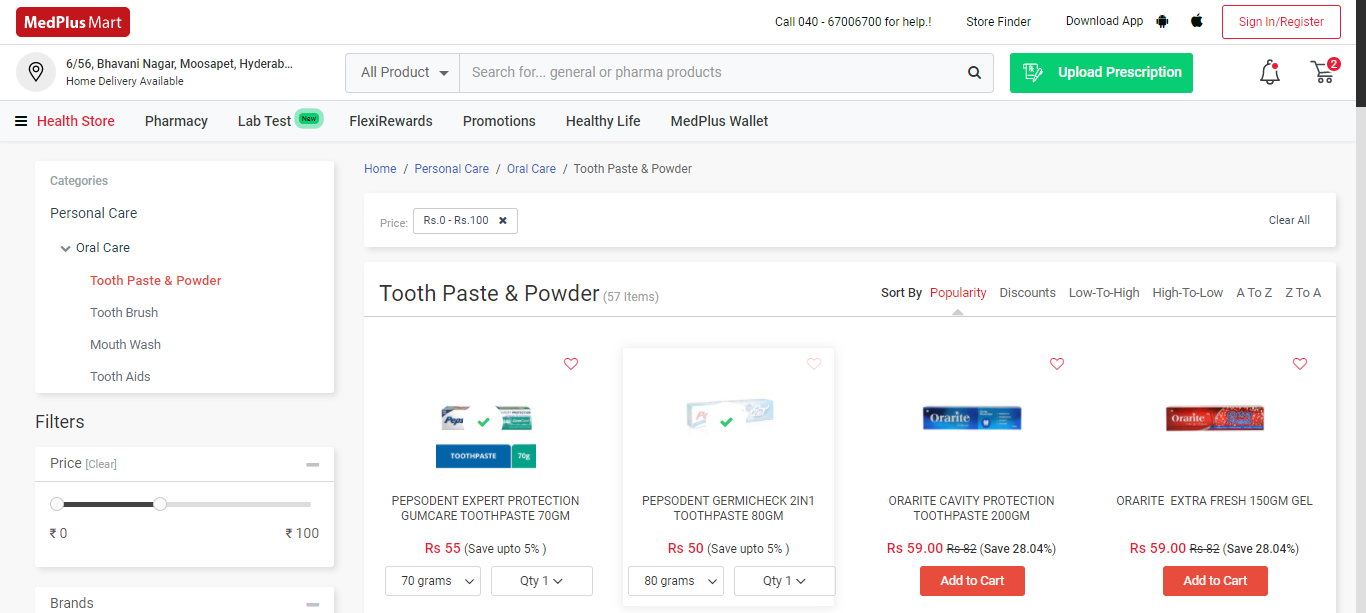 MedPlus Mart
Call 040 - 67006700 for help.!
Store Finder
Download App
Sign In/Register
6/56, Bhavani Nagar, Moosapet, Hyderab...
Home Delivery Available
All Product
Search for... general or pharma products
Upload Prescription
2
Health Store
Pharmacy
Lab Test New
FlexiRewards
Promotions
Healthy Life
MedPlus Wallet
Categories
Personal Care
Oral Care
Tooth Paste & Powder
Tooth Brush
Mouth Wash
Tooth Aids
Filters
Price [Clear]
₹ 0
₹ 100
Brands
Home / Personal Care / Oral Care / Tooth Paste & Powder
Price: Rs.0 - Rs.100
Clear All
Tooth Paste & Powder (57 Items)
Sort By Popularity Discounts Low-To-High High-To-Low A To Z Z To A
Peps
TOOTHPASTE 70g
PEPSODENT EXPERT PROTECTION
GUMCARE TOOTHPASTE 70GM
Rs 55 (Save upto 5% )
70 grams
Qty 1
PEPSODENT GERMICHECK 2IN1
TOOTHPASTE 80GM
Rs 50 (Save upto 5% )
80 grams
Qty 1
Orarite
ORARITE CAVITY PROTECTION
TOOTHPASTE 200GM
Rs 59.00 Rs 82 (Save 28.04%)
Add to Cart
Orarite
ORARITE EXTRA FRESH 150GM GEL
Rs 59.00 Rs 82 (Save 28.04%)
Add to Cart